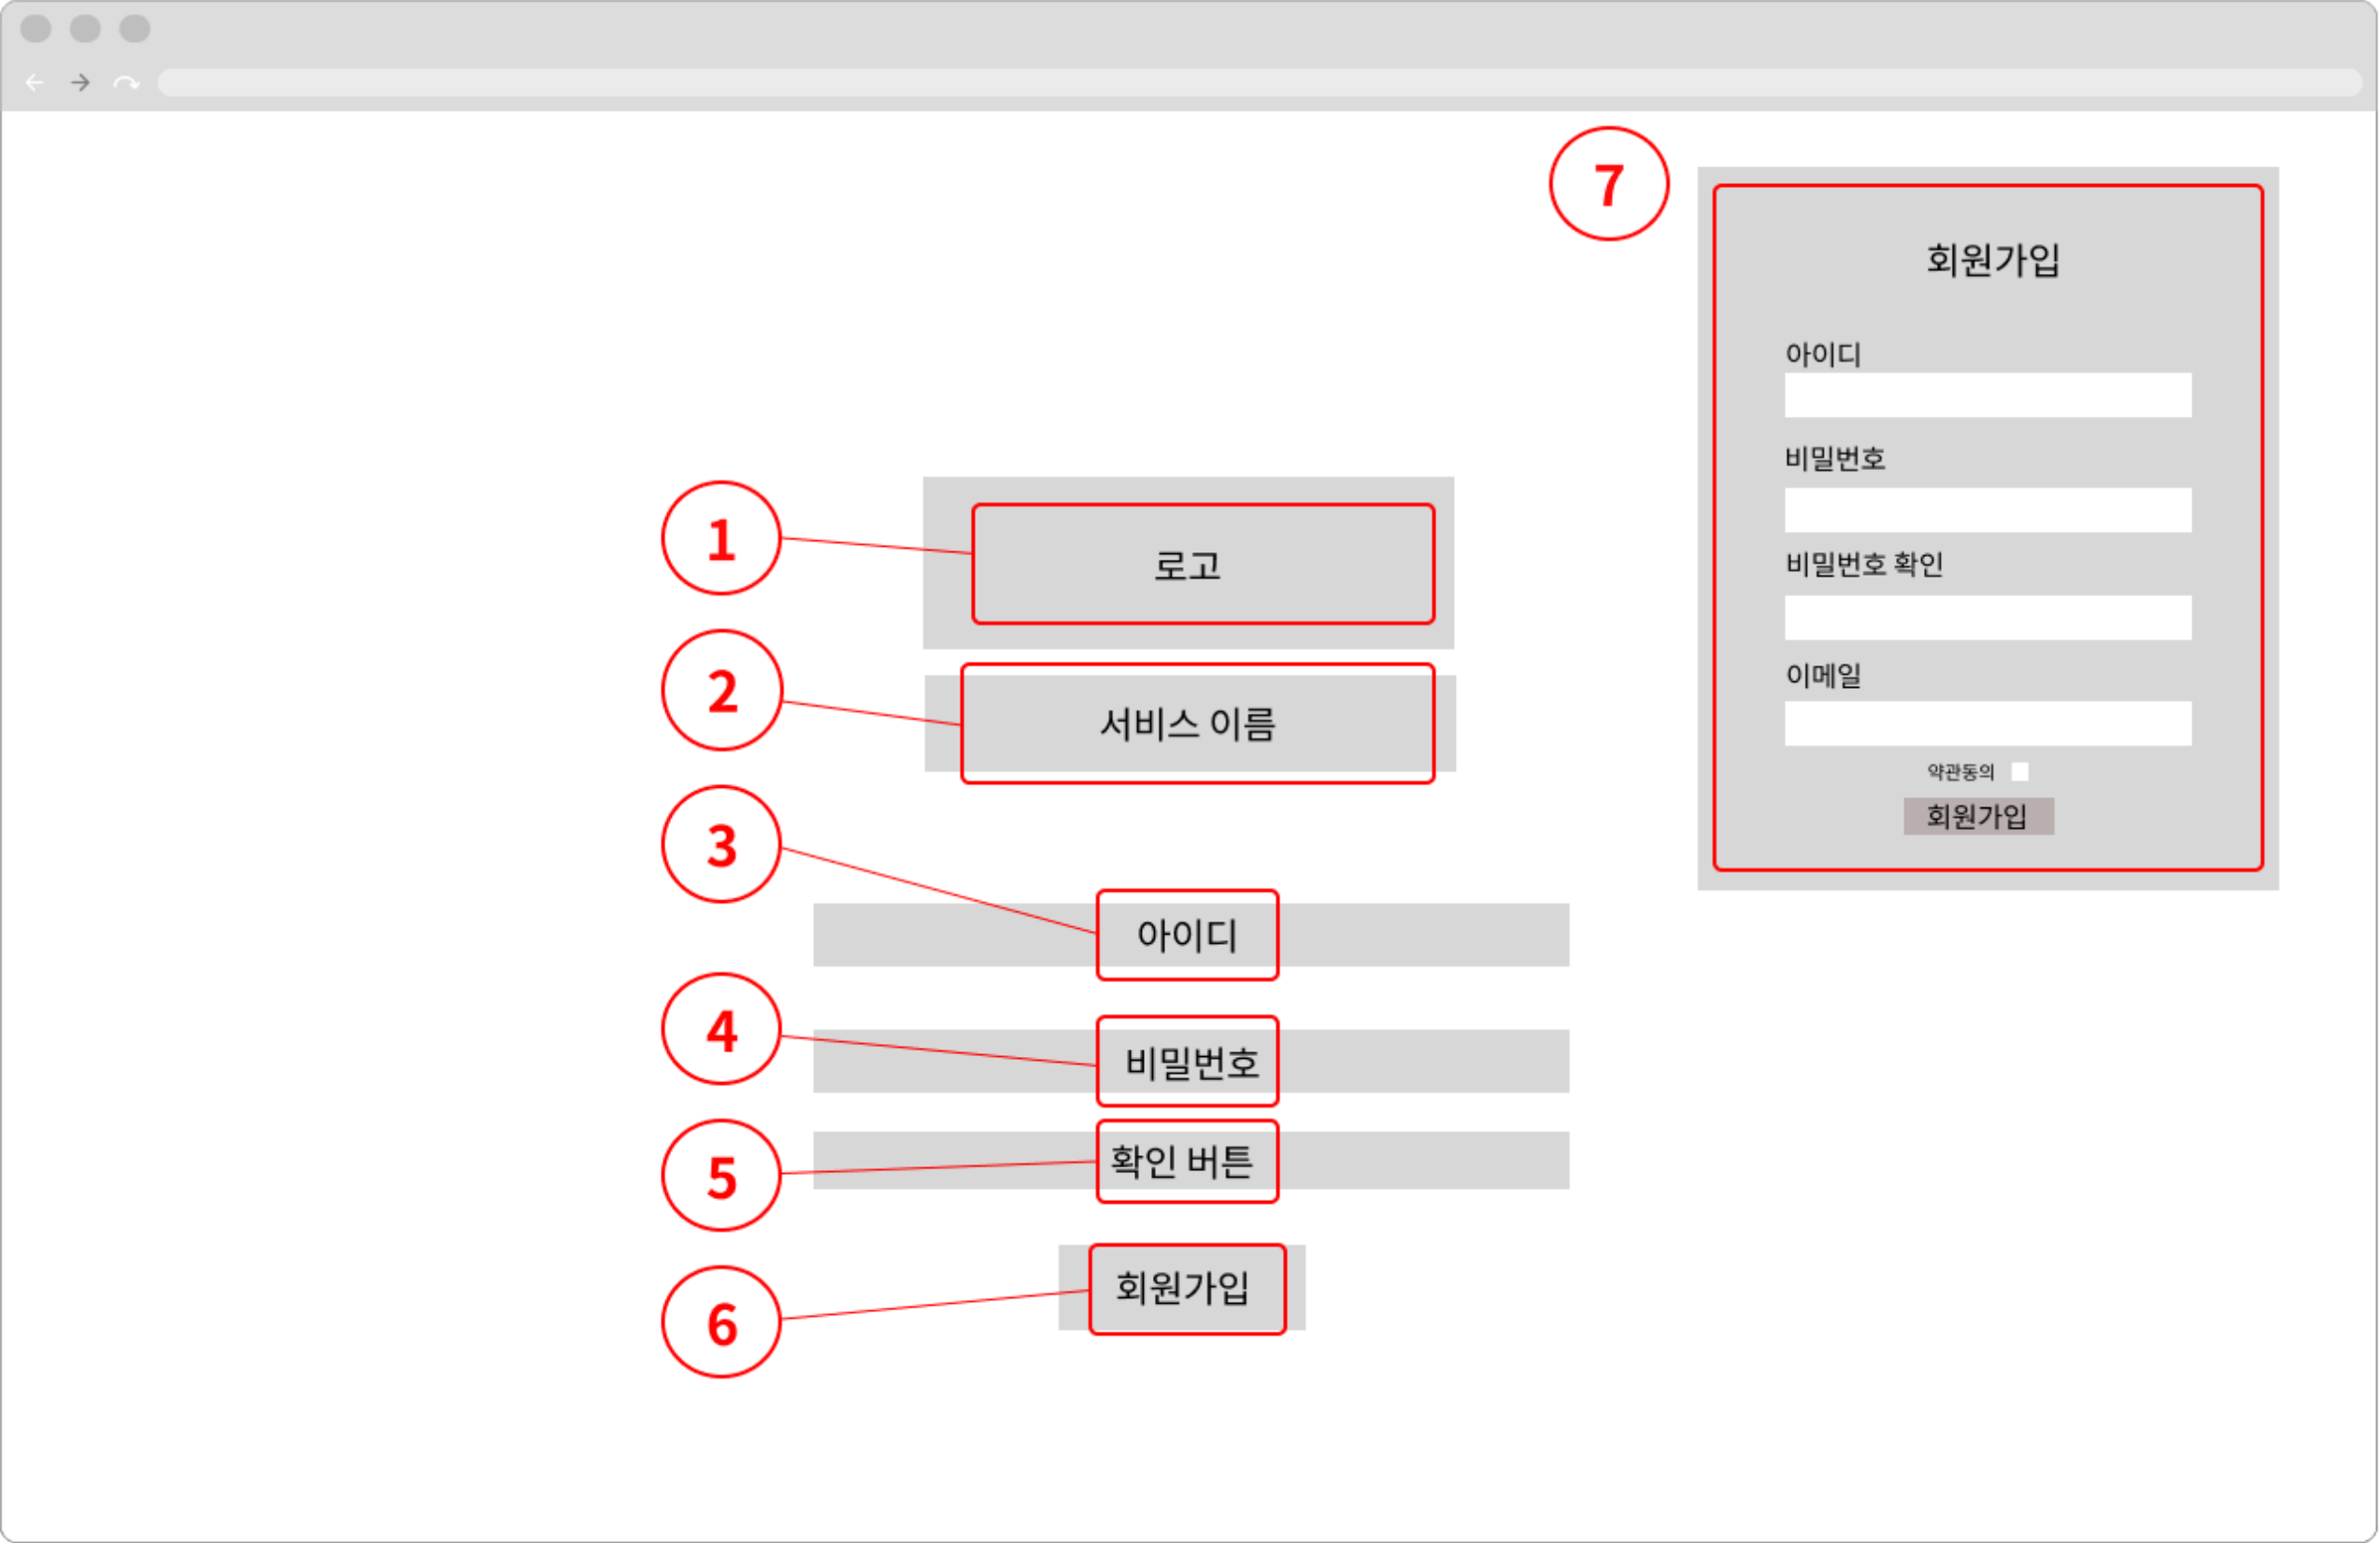 1
로고
2
서비스 이름
3
아이디
4
비밀번호
5
확인 버튼
6
회원가입
7
회원가입
아이디
비밀번호
비밀번호 확인
이메일
약관동의
회원가입